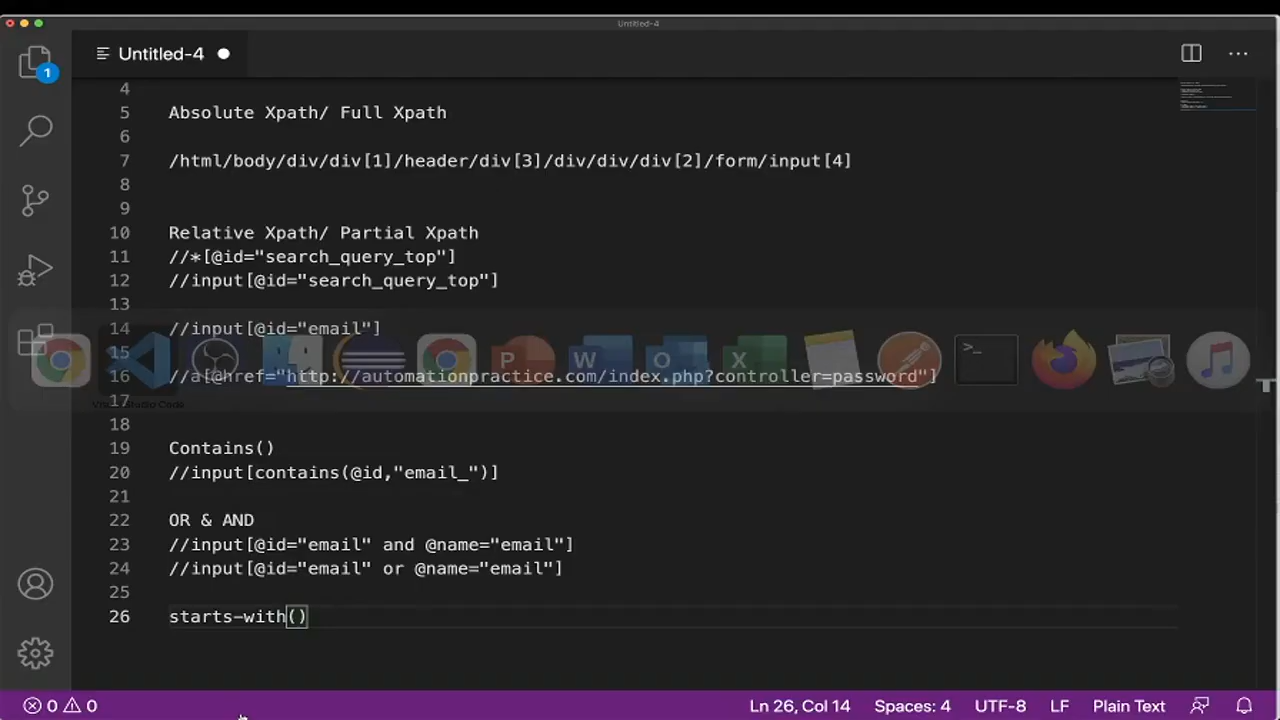 Untitled-4
1
Untitled-4
4
5 Absolute Xpath/ Full Xpath
6
7 /html/body/div/div[1]/header/div[3]/div/div/div[2]/form/input[4]
8
9
10 Relative Xpath/ Partial Xpath
11 //*[@id="search_query_top"]
12 //input[@id="search_query_top"]
13
14 //input[@id="email"]
15
16 //a[@href="http://automationpractice.com/index.php?controller=password"]
17
Visual Studio Code
18
19 Contains()
20 //input[contains(@id,"email_")]
21
22 OR & AND
23 //input[@id="email" and @name="email"]
24 //input[@id="email" or @name="email"]
25
26 starts-with()
P W O X >_
0 0 Ln 26, Col 14 Spaces: 4 UTF-8 LF Plain Text